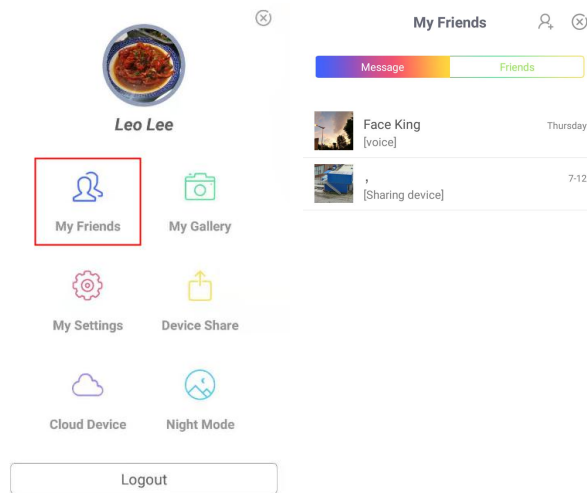 Leo Lee
My Friends
My Gallery
My Settings
Device Share
Cloud Device
Night Mode
Logout
My Friends
Message
Friends
Face King
Thursday
[voice]
,
7-12
[Sharing device]